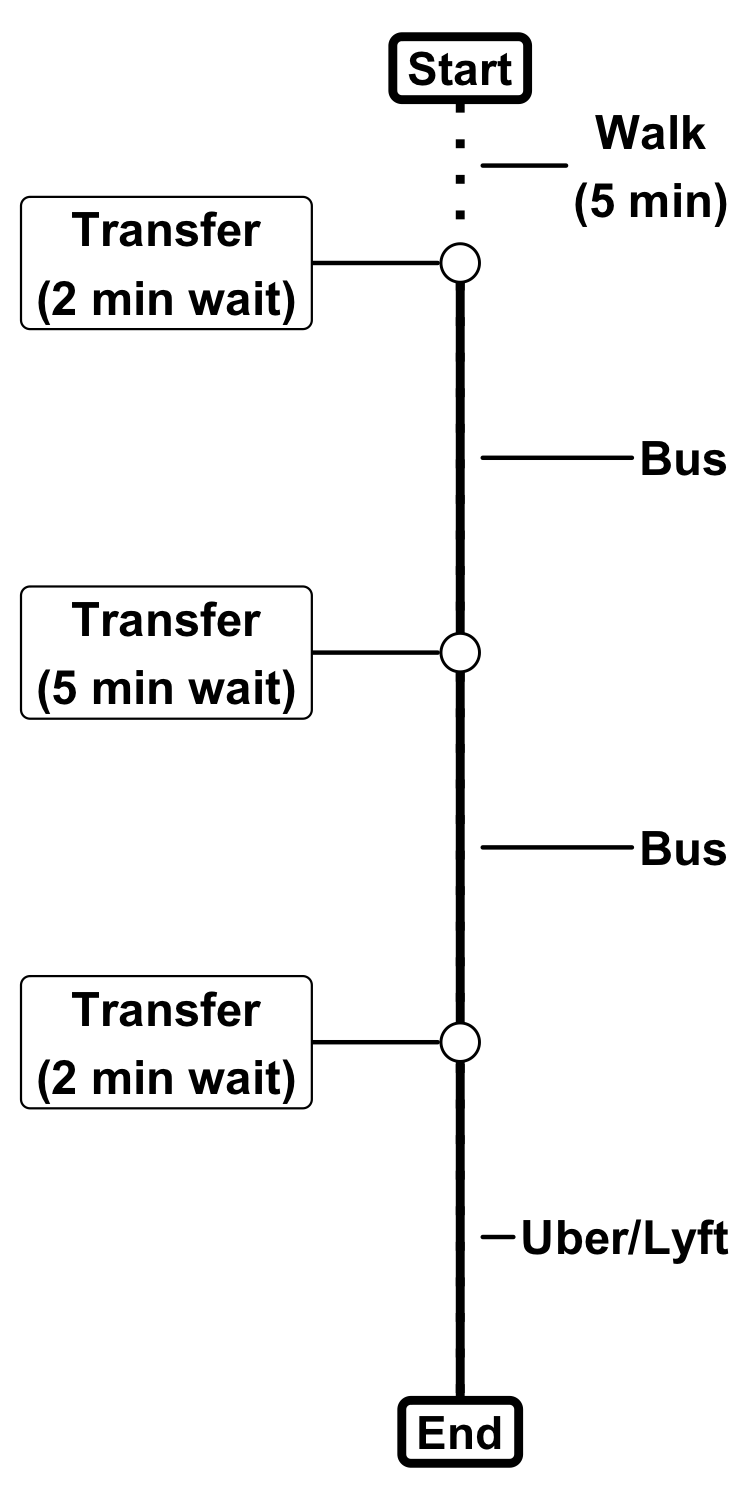 Start
Walk
(5 min)
Transfer
(2 min wait)
Bus
Transfer
(5 min wait)
Bus
Transfer
(2 min wait)
Uber/Lyft
End